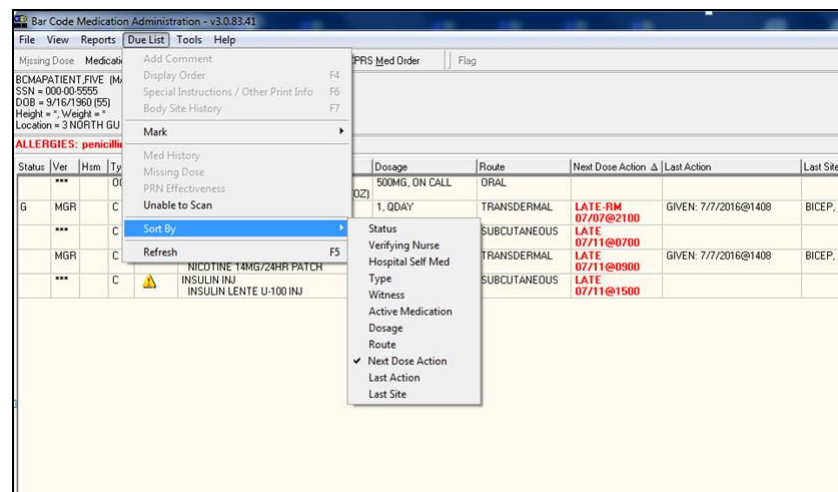 Bar Code Medication Administration - v3.0.83.41
File View Reports Due List Tools Help
Missing Dose Medicati CPRS Med Order Flag
BCMAPATIENT,FIVE (MA
SSN = 000-00-5555
DOB = 9/16/1960 (55)
Height = *, Weight = *
Location = 3 NORTH GU
ALLERGIES: penicillin
Add Comment
Display Order F4
Special Instructions / Other Print Info F6
Body Site History F7
Mark
Med History
Missing Dose
PRN Effectiveness
Unable to Scan
Sort By
Refresh F5
Status
Verifying Nurse
Hospital Self Med
Type
Witness
Active Medication
Dosage
Route
Next Dose Action
Last Action
Last Site
Status Ver Hsm Ty Dosage Route Next Dose Action Last Action Last Site
*** OC OZ) 500MG, ON CALL ORAL
G MGR C 1, QDAY TRANSDERMAL LATE-RM GIVEN: 7/7/2016@1408 BICEP,
07/07@2100
*** C SUBCUTANEOUS LATE
07/11@0700
MGR C TRANSDERMAL LATE GIVEN: 7/7/2016@1408 BICEP,
NICOTINE 14MG/24HR PATCH 07/11@0900
*** C INSULIN INJ SUBCUTANEOUS LATE
INSULIN LENTE U-100 INJ 07/11@1500